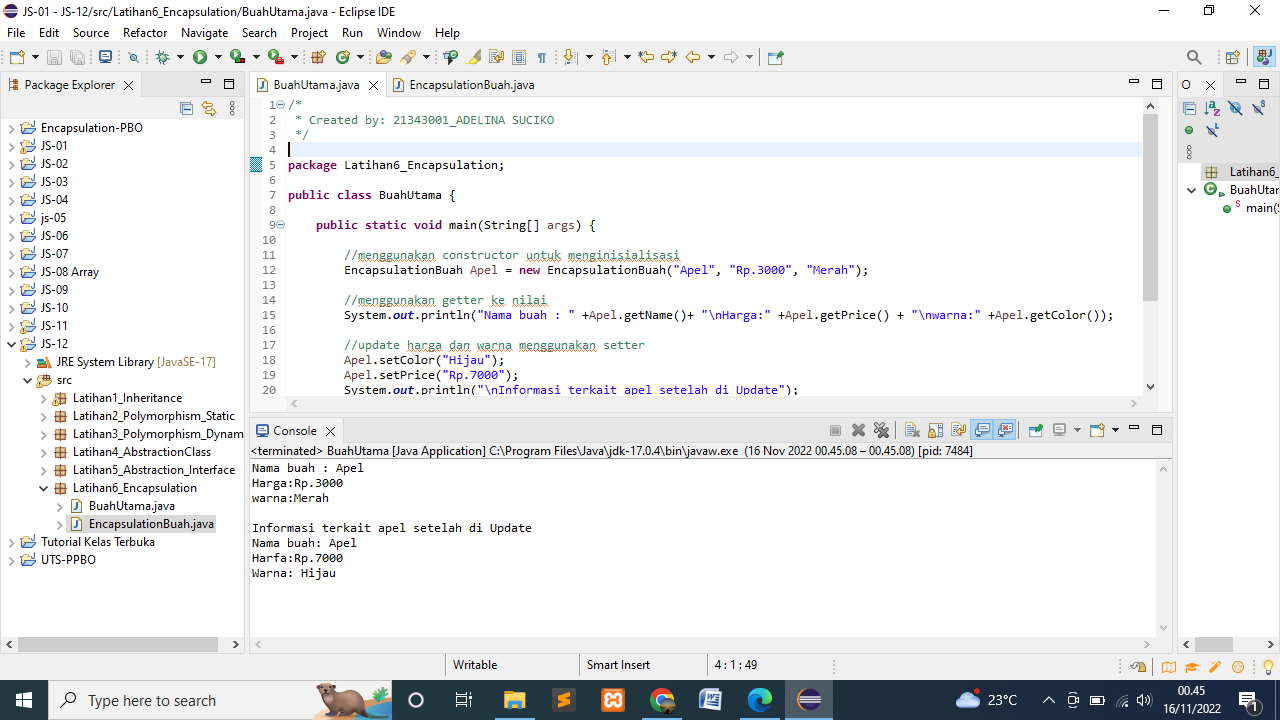 JS-01 - JS-12/src/Latihan6_Encapsulation/BuahUtama.java - Eclipse IDE
File Edit Source Refactor Navigate Search Project Run Window Help
Package Explorer
Encapsulation-PBO
JS-01
JS-02
JS-03
JS-04
js-05
JS-06
JS-07
JS-08 Array
JS-09
JS-10
JS-11
JS-12
JRE System Library [JavaSE-17]
src
Latihan1_Inheritance
Latihan2_Polymorphism_Static
Latihan3_Polymorphism_Dynam
Latihan4_AbstractionClass
Latihan5_Abstraction_Interface
Latihan6_Encapsulation
BuahUtama.java
EncapsulationBuah.java
Tutorial Kelas Terbuka
UTS-PPBO
BuahUtama.java EncapsulationBuah.java
1 /*
2 * Created by: 21343001_ADELINA SUCIKO
3 */
4
5 package Latihan6_Encapsulation;
6
7 public class BuahUtama {
8
9 public static void main(String[] args) {
10
11 //menggunakan constructor untuk menginisialisasi
12 EncapsulationBuah Apel = new EncapsulationBuah("Apel", "Rp.3000", "Merah");
13
14 //menggunakan getter ke nilai
15 System.out.println("Nama buah : " +Apel.getName()+ "\nHarga:" +Apel.getPrice() + "\nwarna:" +Apel.getColor());
16
17 //update harga dan warna menggunakan setter
18 Apel.setColor("Hijau");
19 Apel.setPrice("Rp.7000");
20 System.out.println("\nInformasi terkait apel setelah di Update");
O
Latihan6_
BuahUtar
main(S
Console
<terminated> BuahUtama [Java Application] C:\Program Files\Java\jdk-17.0.4\bin\javaw.exe (16 Nov 2022 00.45.08 – 00.45.08) [pid: 7484]
Nama buah : Apel
Harga:Rp.3000
warna:Merah
Informasi terkait apel setelah di Update
Nama buah: Apel
Harfa:Rp.7000
Warna: Hijau
Writable Smart Insert 4 : 1 : 49
Type here to search
23°C
00.45
16/11/2022
1